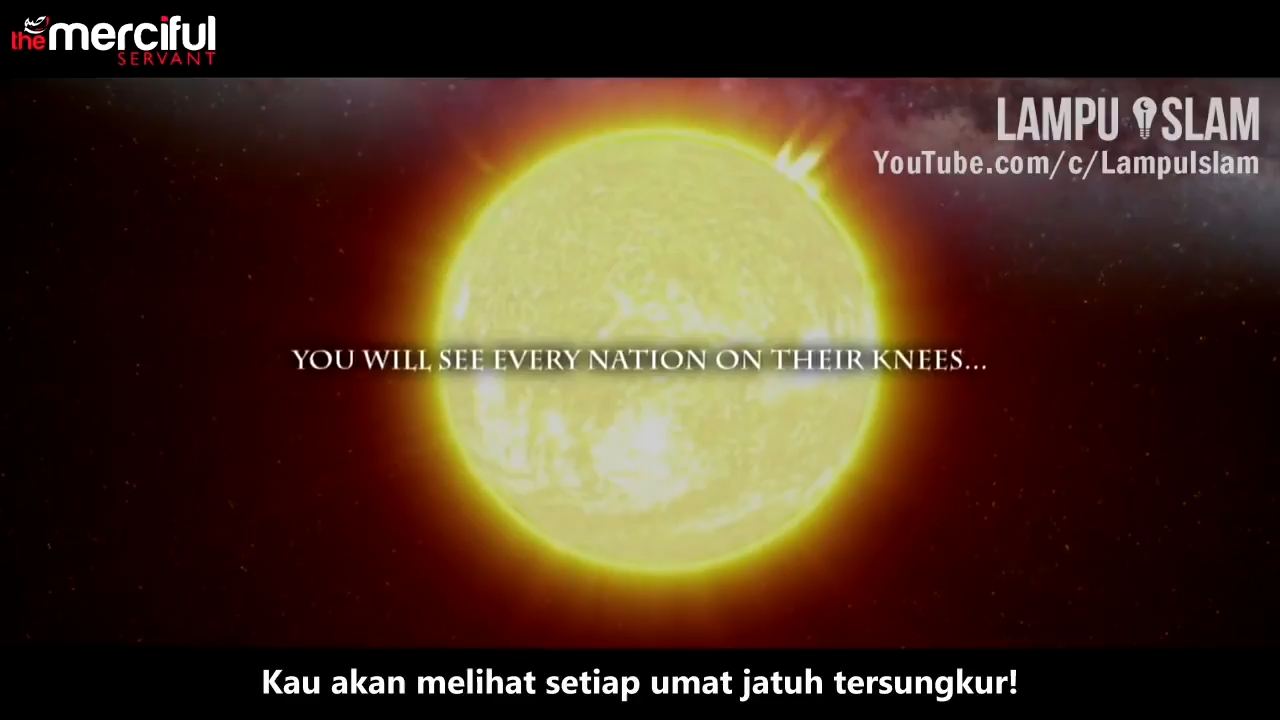 the merciful
SERVANT
LAMPU ISLAM
YouTube.com/c/LampuIslam
YOU WILL SEE EVERY NATION ON THEIR KNEES...
Kau akan melihat setiap umat jatuh tersungkur!